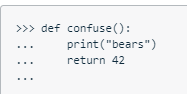 >>> def confuse():
...     print("bears")
...     return 42
...